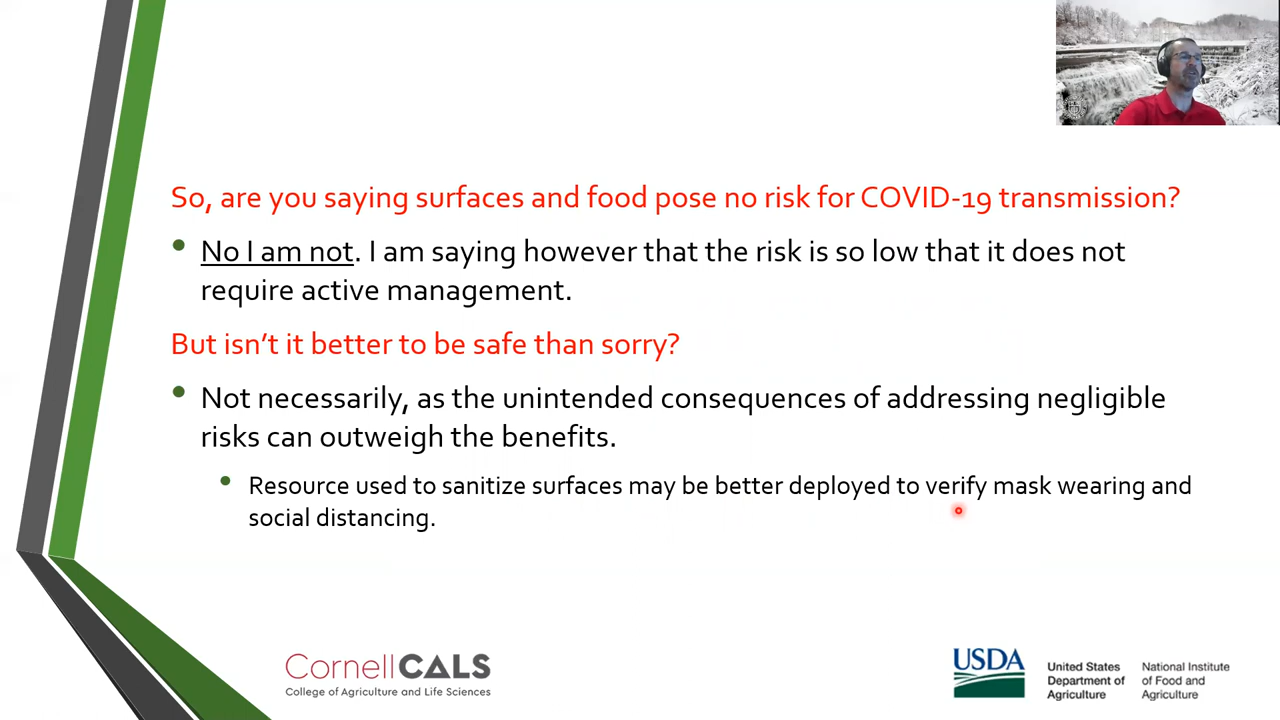 So, are you saying surfaces and food pose no risk for COVID-19 transmission?
• No I am not. I am saying however that the risk is so low that it does not
require active management.
But isn't it better to be safe than sorry?
• Not necessarily, as the unintended consequences of addressing negligible
risks can outweigh the benefits.
• Resource used to sanitize surfaces may be better deployed to verify mask wearing and
social distancing.
CornellCALS
College of Agriculture and Life Sciences
USDA
United States
Department of
Agriculture
National Institute
of Food and
Agriculture